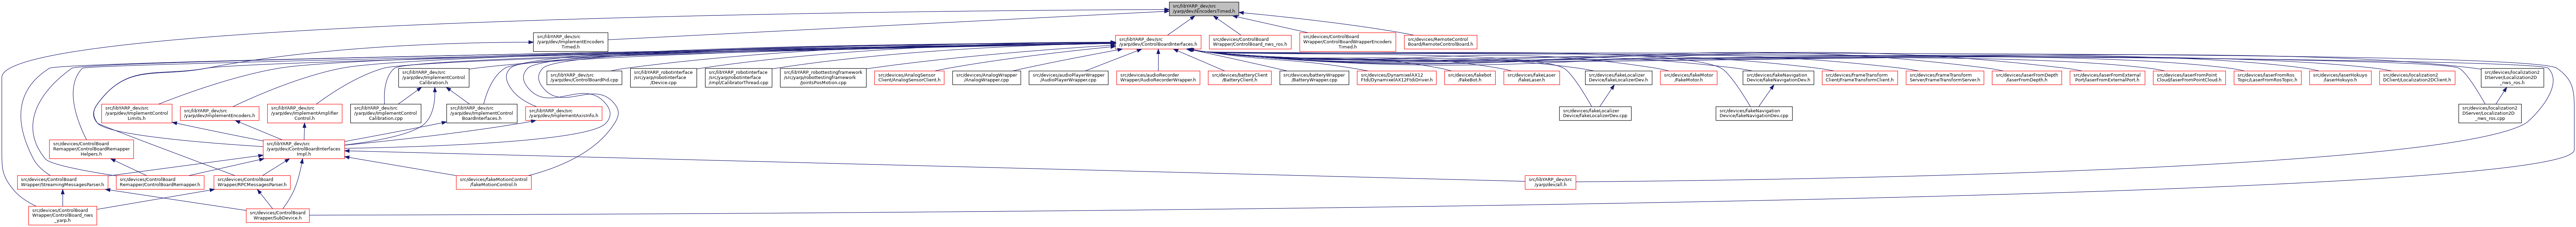 src/libYARP_dev/src
/yarp/dev/IEncodersTimed.h
src/libYARP_dev/src
/yarp/dev/ImplementEncoders
Timed.h
src/libYARP_dev/src
/yarp/dev/ControlBoardInterfaces.h
src/devices/ControlBoard
Wrapper/ControlBoard_nws_ros.h
src/devices/ControlBoard
Wrapper/ControlBoardWrapperEncoders
Timed.h
src/devices/RemoteControl
Board/RemoteControlBoard.h
src/libYARP_dev/src
/yarp/dev/ImplementControl
Calibration.h
src/libYARP_dev/src
/yarp/dev/ControlBoardPid.cpp
src/libYARP_robotinterface
/src/yarp/robotinterface
/Device.cpp
src/libYARP_robotinterface
/src/yarp/robotinterface
/impl/CalibratorThread.cpp
src/libYARP_robottestingframework
/src/yarp/robottestingframework
/JointsPosMotion.cpp
src/devices/AnalogSensor
Client/AnalogSensorClient.h
src/devices/AnalogWrapper
/AnalogWrapper.cpp
src/devices/audioPlayerWrapper
/AudioPlayerWrapper.cpp
src/devices/audioRecorder
Wrapper/AudioRecorderWrapper.h
src/devices/batteryClient
/BatteryClient.h
src/devices/batteryWrapper
/BatteryWrapper.cpp
src/devices/DynamixelAX12
FtdiDriver/DynamixelAX12FtdiDriver.h
src/devices/fakebot
/fakeBot.h
src/devices/fakeLaser
/fakeLaser.h
src/devices/fakeLocalizer
Device/fakeLocalizerDev.h
src/devices/fakeMotor
/fakeMotor.h
src/devices/fakeNavigation
Device/fakeNavigationDev.h
src/devices/FrameTransform
Client/FrameTransformClient.h
src/devices/FrameTransform
Server/FrameTransformServer.h
src/devices/laserFromDepth
/laserFromDepth.h
src/devices/laserFromExternal
Port/laserFromExternalPort.h
src/devices/laserFromPoint
Cloud/laserFromPointCloud.h
src/devices/laserFromRos
Topic/laserFromRosTopic.h
src/devices/laserHokuyo
/laserHokuyo.h
src/devices/localization2
DClient/Localization2DClient.h
src/devices/localization2
DServer/Localization2D
_nws_ros.h
src/libYARP_dev/src
/yarp/dev/ImplementControl
Limits.h
src/libYARP_dev/src
/yarp/dev/ImplementEncoders.h
src/libYARP_dev/src
/yarp/dev/ImplementAmplifier
Control.h
src/libYARP_dev/src
/yarp/dev/ImplementControl
Calibration.cpp
src/libYARP_dev/src
/yarp/dev/ImplementControl
BoardInterfaces.h
src/libYARP_dev/src
/yarp/dev/ImplementAxisInfo.h
src/devices/fakeLocalizer
Device/fakeLocalizerDev.cpp
src/devices/fakeNavigation
Device/fakeNavigationDev.cpp
src/devices/localization2
DServer/Localization2D
_nws_ros.cpp
src/devices/ControlBoard
Remapper/ControlBoardRemapper
Helpers.h
src/libYARP_dev/src
/yarp/dev/ControlBoardInterfaces
Impl.h
src/devices/ControlBoard
Wrapper/StreamingMessagesParser.h
src/devices/ControlBoard
Remapper/ControlBoardRemapper.h
src/devices/ControlBoard
Wrapper/RPCMessagesParser.h
src/devices/fakeMotionControl
/fakeMotionControl.h
src/libYARP_dev/src
/yarp/dev/all.h
src/devices/ControlBoard
Wrapper/ControlBoard_nws
_yarp.h
src/devices/ControlBoard
Wrapper/SubDevice.h